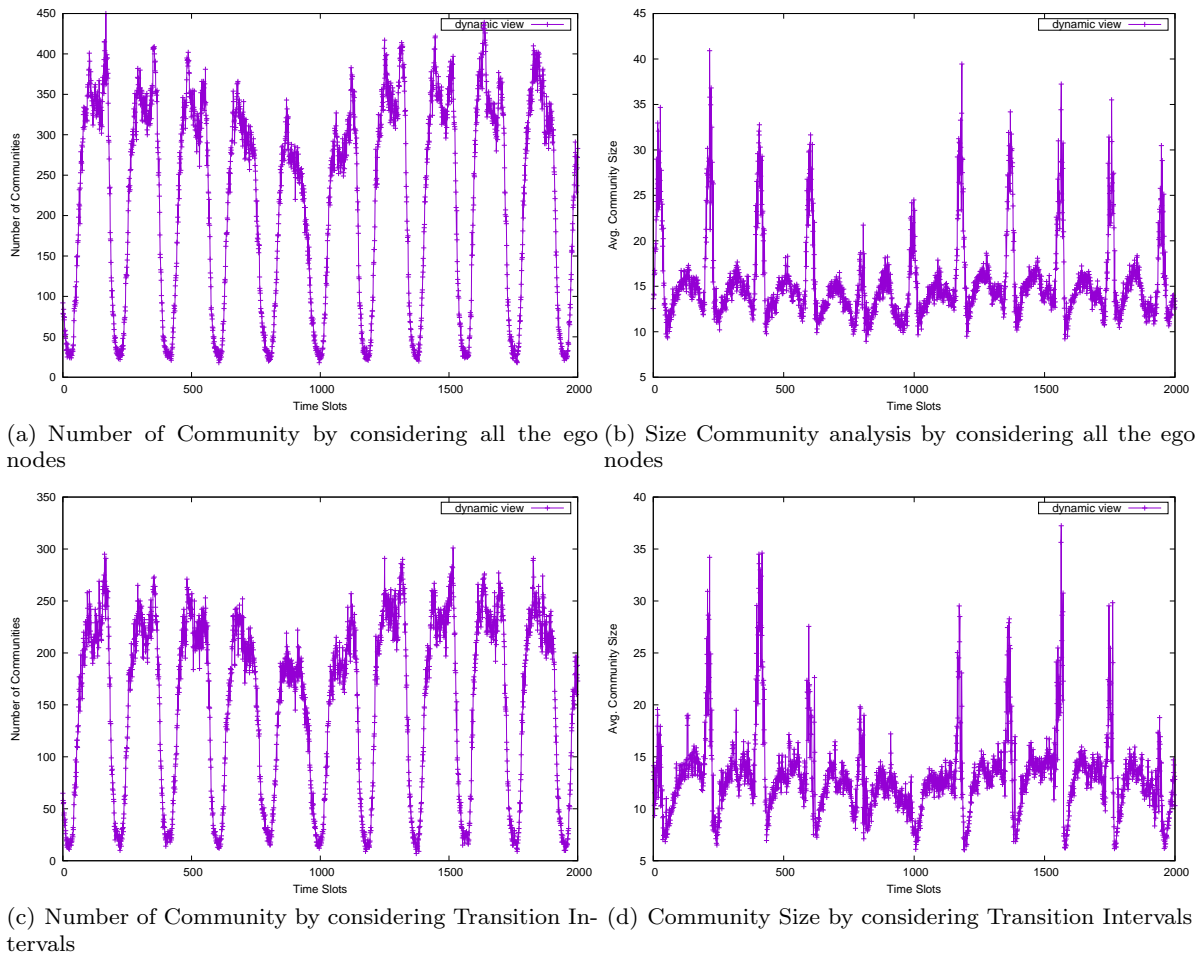 450
400
350
300
250
200
150
100
50
0
Number of Communities
dynamic view
0 500 1000 1500 2000
Time Slots
45
40
35
30
25
20
15
10
5
Avg. Community Size
dynamic view
0 500 1000 1500 2000
Time Slots
(a) Number of Community by considering all the ego
nodes
(b) Size Community analysis by considering all the ego
nodes
350
300
250
200
150
100
50
0
Number of Communities
dynamic view
0 500 1000 1500 2000
Time Slots
40
35
30
25
20
15
10
5
Avg. Community Size
dynamic view
0 500 1000 1500 2000
Time Slots
(c) Number of Community by considering Transition In-
tervals
(d) Community Size by considering Transition Intervals